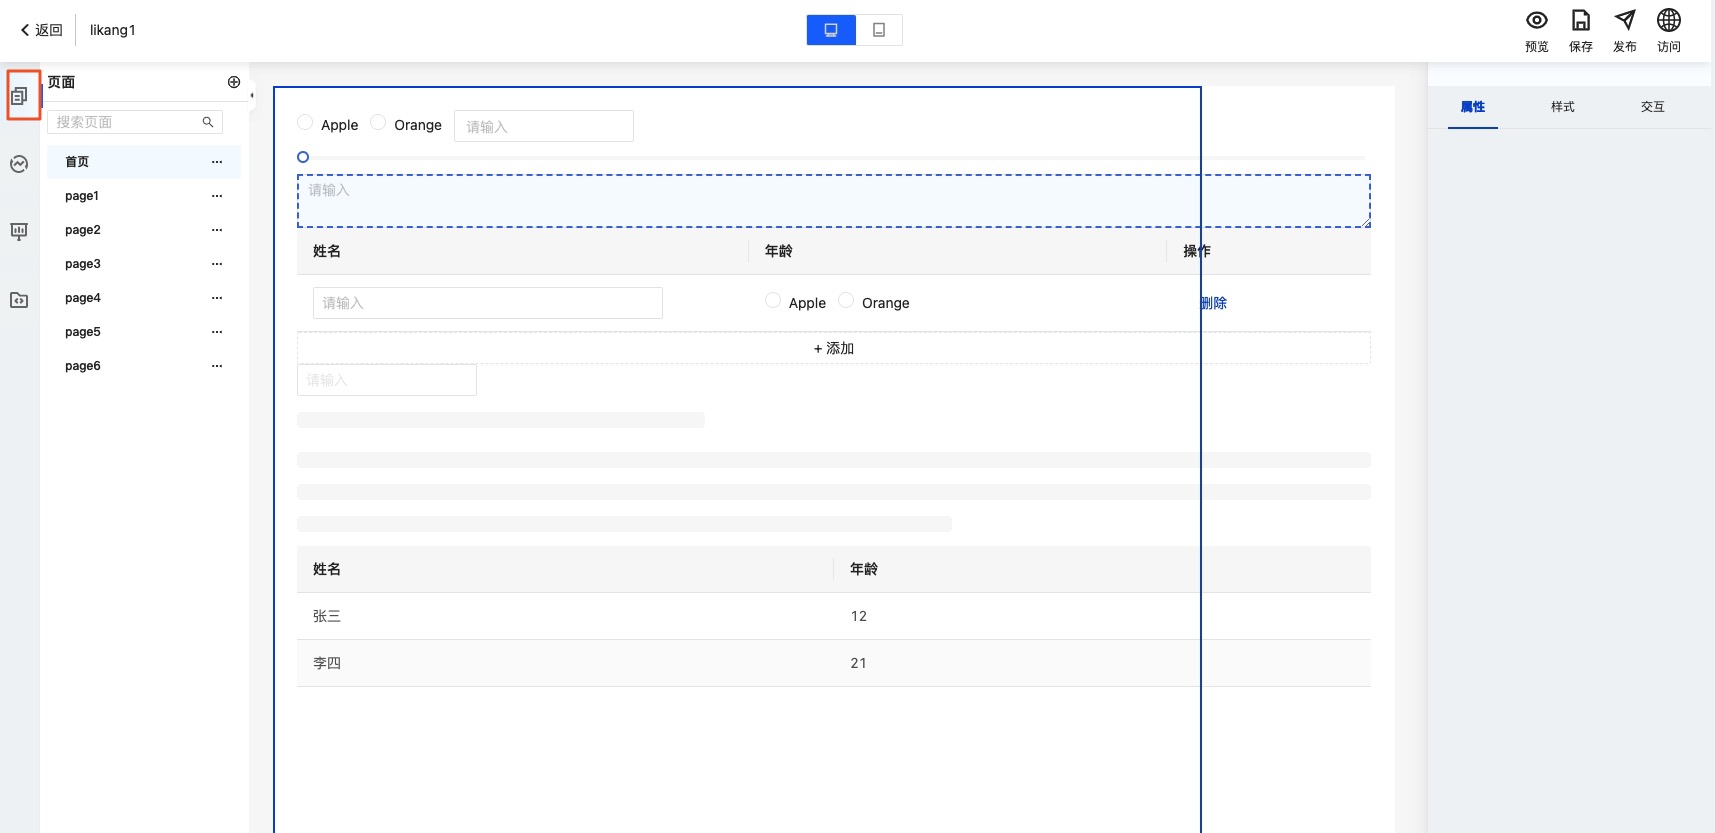 返回 likang1
预览 保存 发布 访问
页面
搜索页面
首页 ...
page1 ...
page2 ...
page3 ...
page4 ...
page5 ...
page6 ...
Apple Orange 请输入
请输入
姓名 年龄 操作
请输入 Apple Orange 删除
+ 添加
请输入
姓名 年龄
张三 12
李四 21
属性 样式 交互